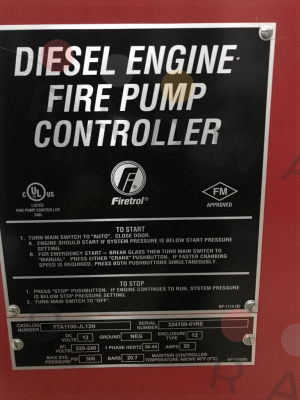 DIESEL ENGINE
FIRE PUMP
CONTROLLER
C UL US
LISTED
FIRE PUMP CONTROLLER
F
Firetrol®
FM
APPROVED
TO START
1. TURN MAIN SWITCH TO "AUTO". CLOSE DOOR.
A. ENGINE SHOULD START IF SYSTEM PRESSURE IS BELOW START PRESSURE
SETTING.
B. FOR EMERGENCY START - BREAK GLASS THEN TURN MAIN SWITCH TO
"MANUAL". PRESS EITHER "CRANK" PUSHBUTTON. IF FASTER CRANKING
SPEED IS REQUIRED, PRESS BOTH PUSHBUTTONS SIMULTANEOUSLY.
TO STOP
1. PRESS "STOP" PUSHBUTTON. IF ENGINE CONTINUES TO RUN, SYSTEM PRESSURE
IS BELOW START PRESSURE SETTING.
2. TURN MAIN SWITCH TO "OFF".
CATALOG NUMBER FTA1100-JL12N SERIAL NUMBER 324109-01RE
DC VOLTS 12 GROUND NEG ENCLOSURE TYPE 12
AC VOLTS 220-240 1 PHASE HERTZ 50-60 AMPS 20
MAX SYS. PRESSURE PSI 300 BARS 20.7 MAINTAIN CONTROLLER
TEMPERATURE ABOVE 40°F (5°C)